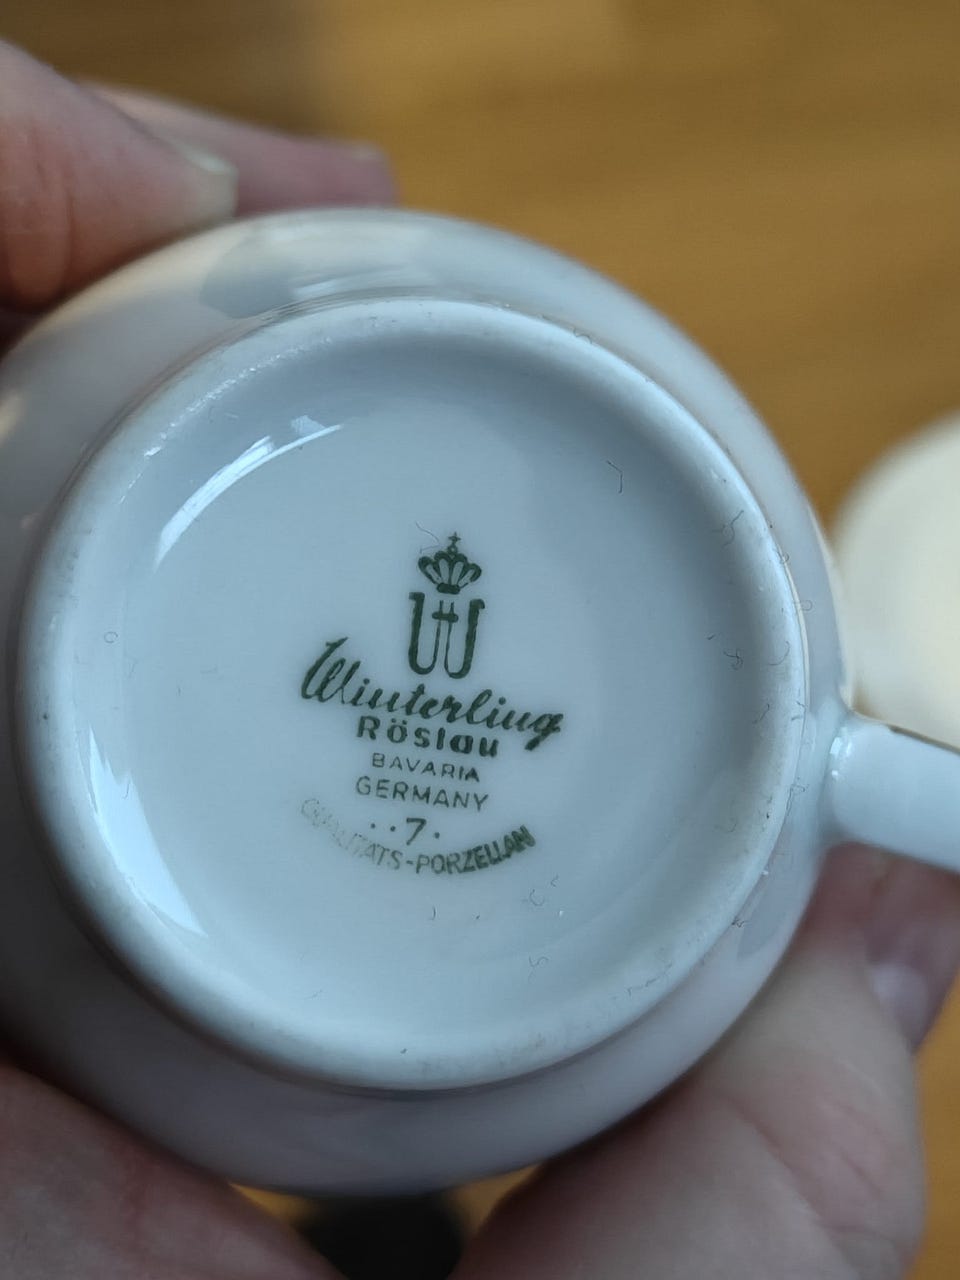 Winterling
Röslau
BAVARIA
GERMANY
..7.
QUALITÄTS-PORZELLAN